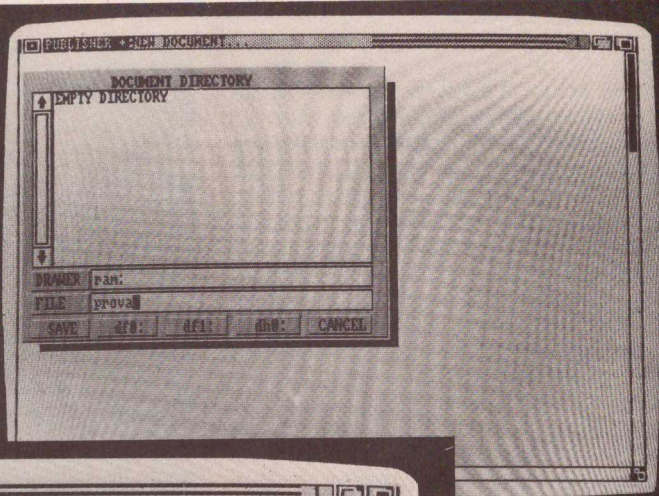 PUBLISHER +:NEW DOCUMENT...
DOCUMENT DIRECTORY
EMPTY DIRECTORY
DRAWER ram:
FILE prova
SAVE df0: df1: dh0: CANCEL